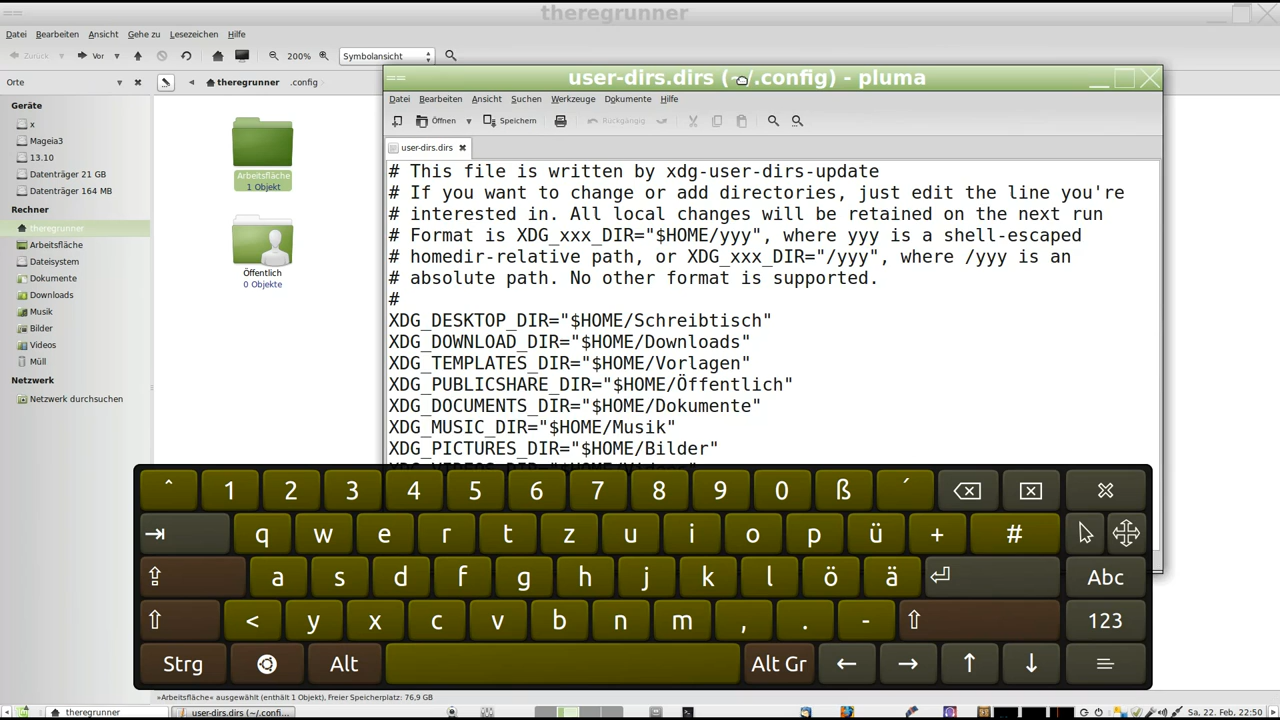 theregrunner
Datei Bearbeiten Ansicht Gehe zu Lesezeichen Hilfe
Zurück Vor 200% Symbolansicht
Orte
theregrunner .config
Geräte
x
Mageia3
13.10
Datenträger 21 GB
Datenträger 164 MB
Rechner
theregrunner
Arbeitsfläche
Dateisystem
Dokumente
Downloads
Musik
Bilder
Videos
Müll
Netzwerk
Netzwerk durchsuchen
Arbeitsfläche
1 Objekt
Öffentlich
0 Objekte
user-dirs.dirs (~/.config) - pluma
Datei Bearbeiten Ansicht Suchen Werkzeuge Dokumente Hilfe
Öffnen Speichern Rückgängig
user-dirs.dirs
# This file is written by xdg-user-dirs-update
# If you want to change or add directories, just edit the line you're
# interested in. All local changes will be retained on the next run
# Format is XDG_xxx_DIR="$HOME/yyy", where yyy is a shell-escaped
# homedir-relative path, or XDG_xxx_DIR="/yyy", where /yyy is an
# absolute path. No other format is supported.
#
XDG_DESKTOP_DIR="$HOME/Schreibtisch"
XDG_DOWNLOAD_DIR="$HOME/Downloads"
XDG_TEMPLATES_DIR="$HOME/Vorlagen"
XDG_PUBLICSHARE_DIR="$HOME/Öffentlich"
XDG_DOCUMENTS_DIR="$HOME/Dokumente"
XDG_MUSIC_DIR="$HOME/Musik"
XDG_PICTURES_DIR="$HOME/Bilder"
^ 1 2 3 4 5 6 7 8 9 0 ß ´
q w e r t z u i o p ü + #
a s d f g h j k l ö ä Abc
< y x c v b n m , . - 123
Strg Alt Alt Gr ← → ↑ ↓
»Arbeitsfläche« ausgewählt (enthält 1 Objekt), Freier Speicherplatz: 76,9 GB
theregrunner user-dirs.dirs (~/.confi... Sa. 22. Feb, 22:50